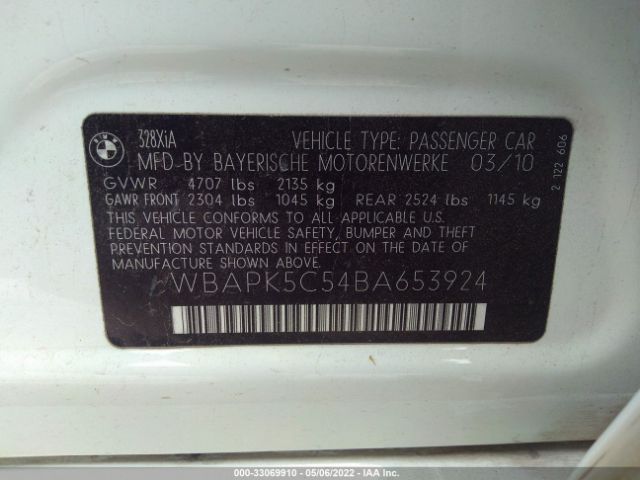 BMW
328XiA VEHICLE TYPE: PASSENGER CAR
MFD BY BAYERISCHE MOTORENWERKE 03/10
GVWR 4707 lbs 2135 kg
GAWR FRONT 2304 lbs 1045 kg REAR 2524 lbs 1145 kg
THIS VEHICLE CONFORMS TO ALL APPLICABLE U.S.
FEDERAL MOTOR VEHICLE SAFETY, BUMPER AND THEFT
PREVENTION STANDARDS IN EFFECT ON THE DATE OF
MANUFACTURE SHOWN ABOVE.
WBAPK5C54BA653924
2 122 606
000-33069910 - 05/06/2022 - IAA Inc.